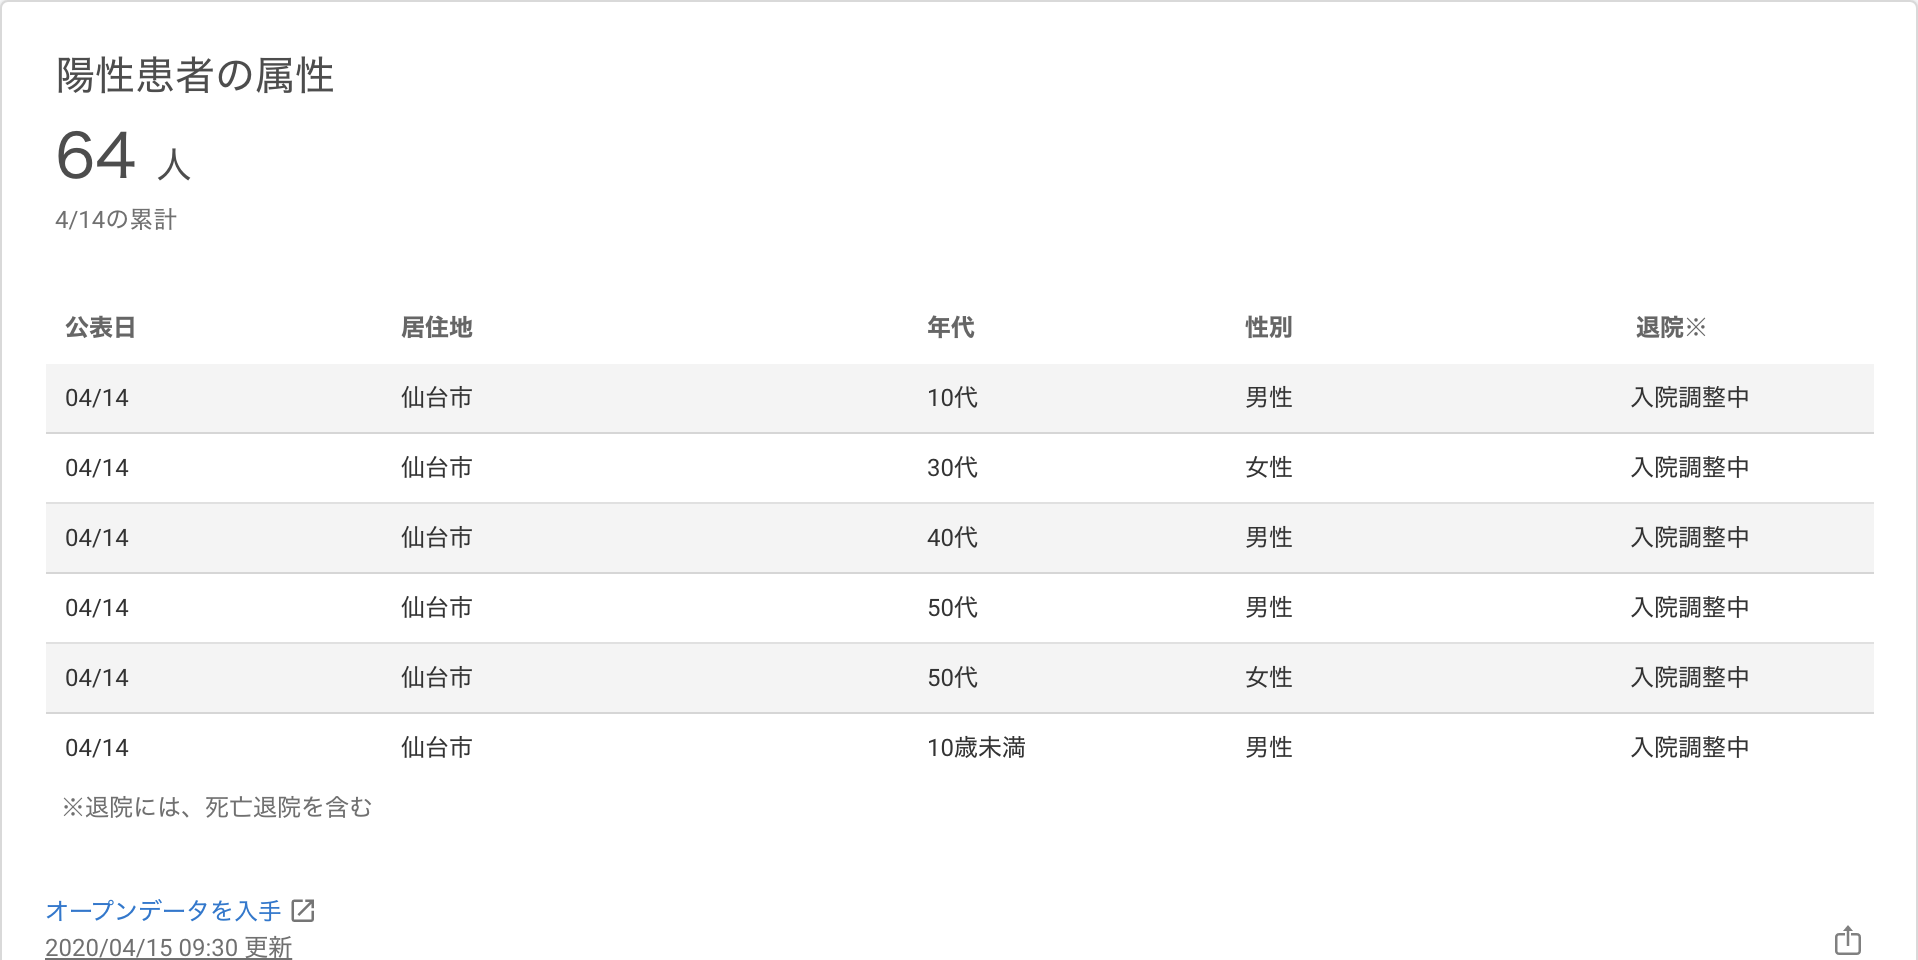 陽性患者の属性
64 人
4/14の累計
公表日 居住地 年代 性別 退院※
04/14 仙台市 10代 男性 入院調整中
04/14 仙台市 30代 女性 入院調整中
04/14 仙台市 40代 男性 入院調整中
04/14 仙台市 50代 男性 入院調整中
04/14 仙台市 50代 女性 入院調整中
04/14 仙台市 10歳未満 男性 入院調整中
※退院には、死亡退院を含む
オープンデータを入手
2020/04/15 09:30 更新